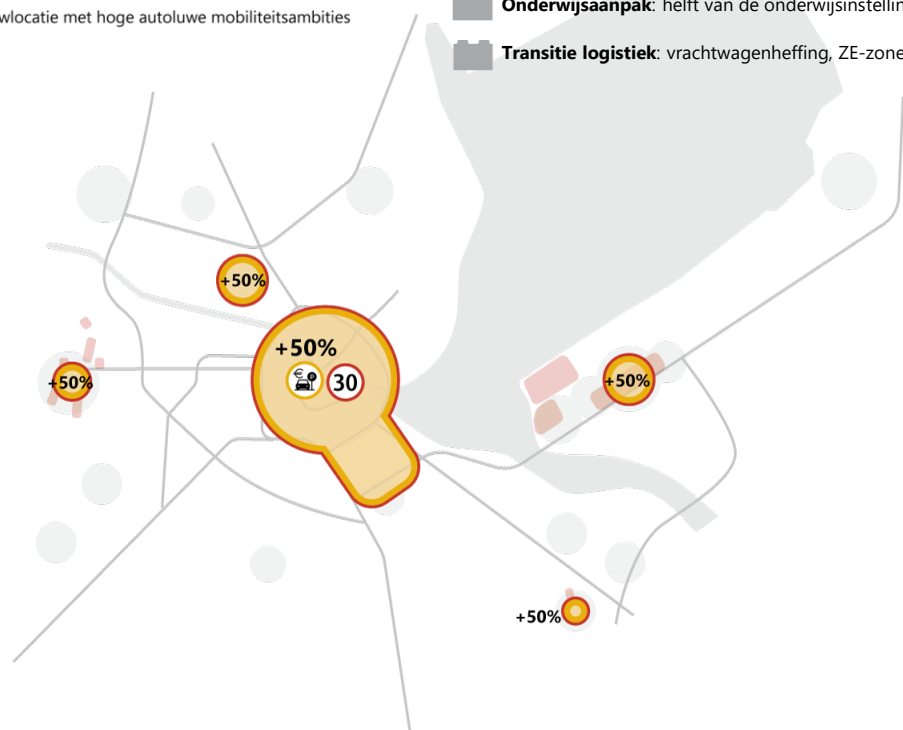 wlocatie met hoge autoluwe mobiliteitsambities
Onderwijsaanpak: helft van de onderwijsinstellin
Transitie logistiek: vrachtwagenheffing, ZE-zone
+50%
+50%
€ P 30
+50%
+50%
+50%